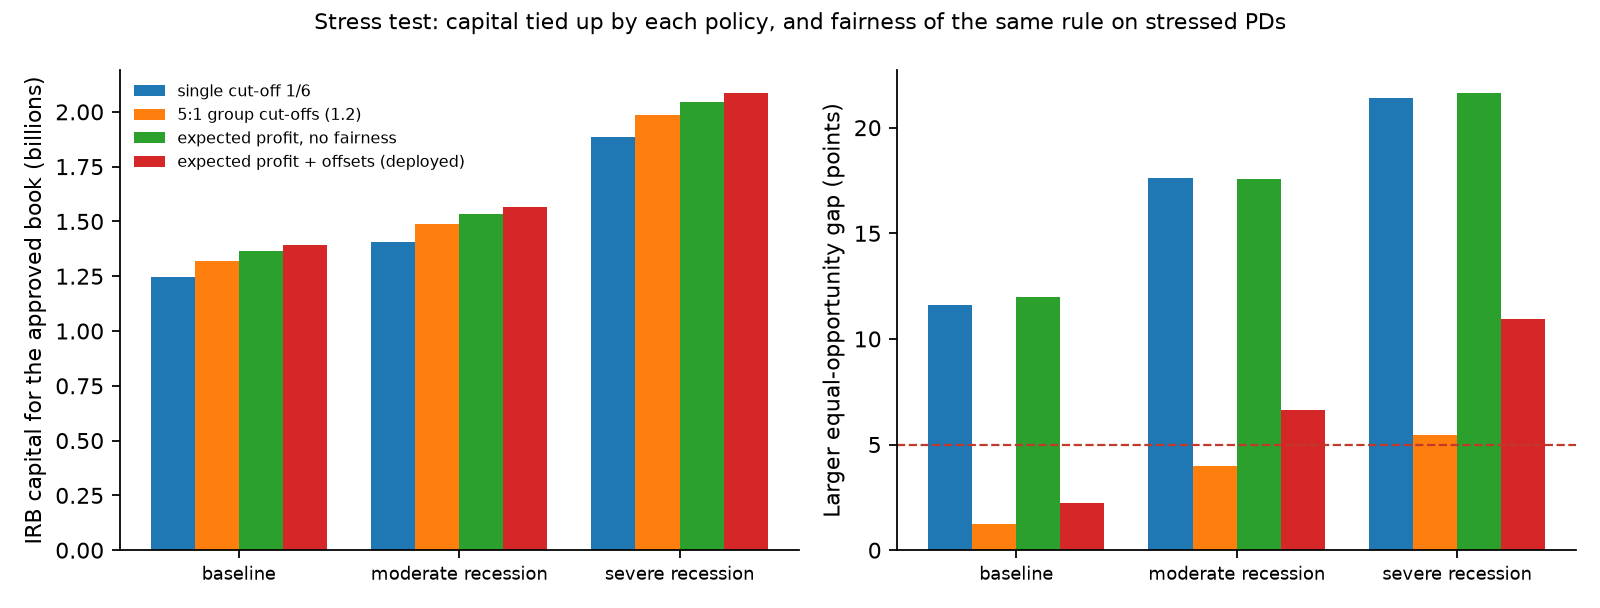 Stress test: capital tied up by each policy, and fairness of the same rule on stressed PDs
IRB capital for the approved book (billions)
2.00
1.75
1.50
1.25
1.00
0.75
0.50
0.25
0.00
single cut-off 1/6
5:1 group cut-offs (1.2)
expected profit, no fairness
expected profit + offsets (deployed)
baseline
moderate recession
severe recession
Larger equal-opportunity gap (points)
20
15
10
5
0
baseline
moderate recession
severe recession